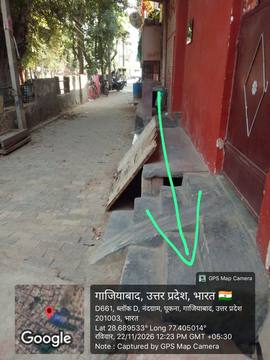 GPS Map Camera
गाजियाबाद, उत्तर प्रदेश, भारत 🇮🇳
D661, ब्लॉक D, नंदग्राम, घूकना, गाजियाबाद, उत्तर प्रदेश
201003, भारत
Lat 28.689533° Long 77.405014°
रविवार, 22/11/2026 12:23 PM GMT +05:30
Note : Captured by GPS Map Camera
Google